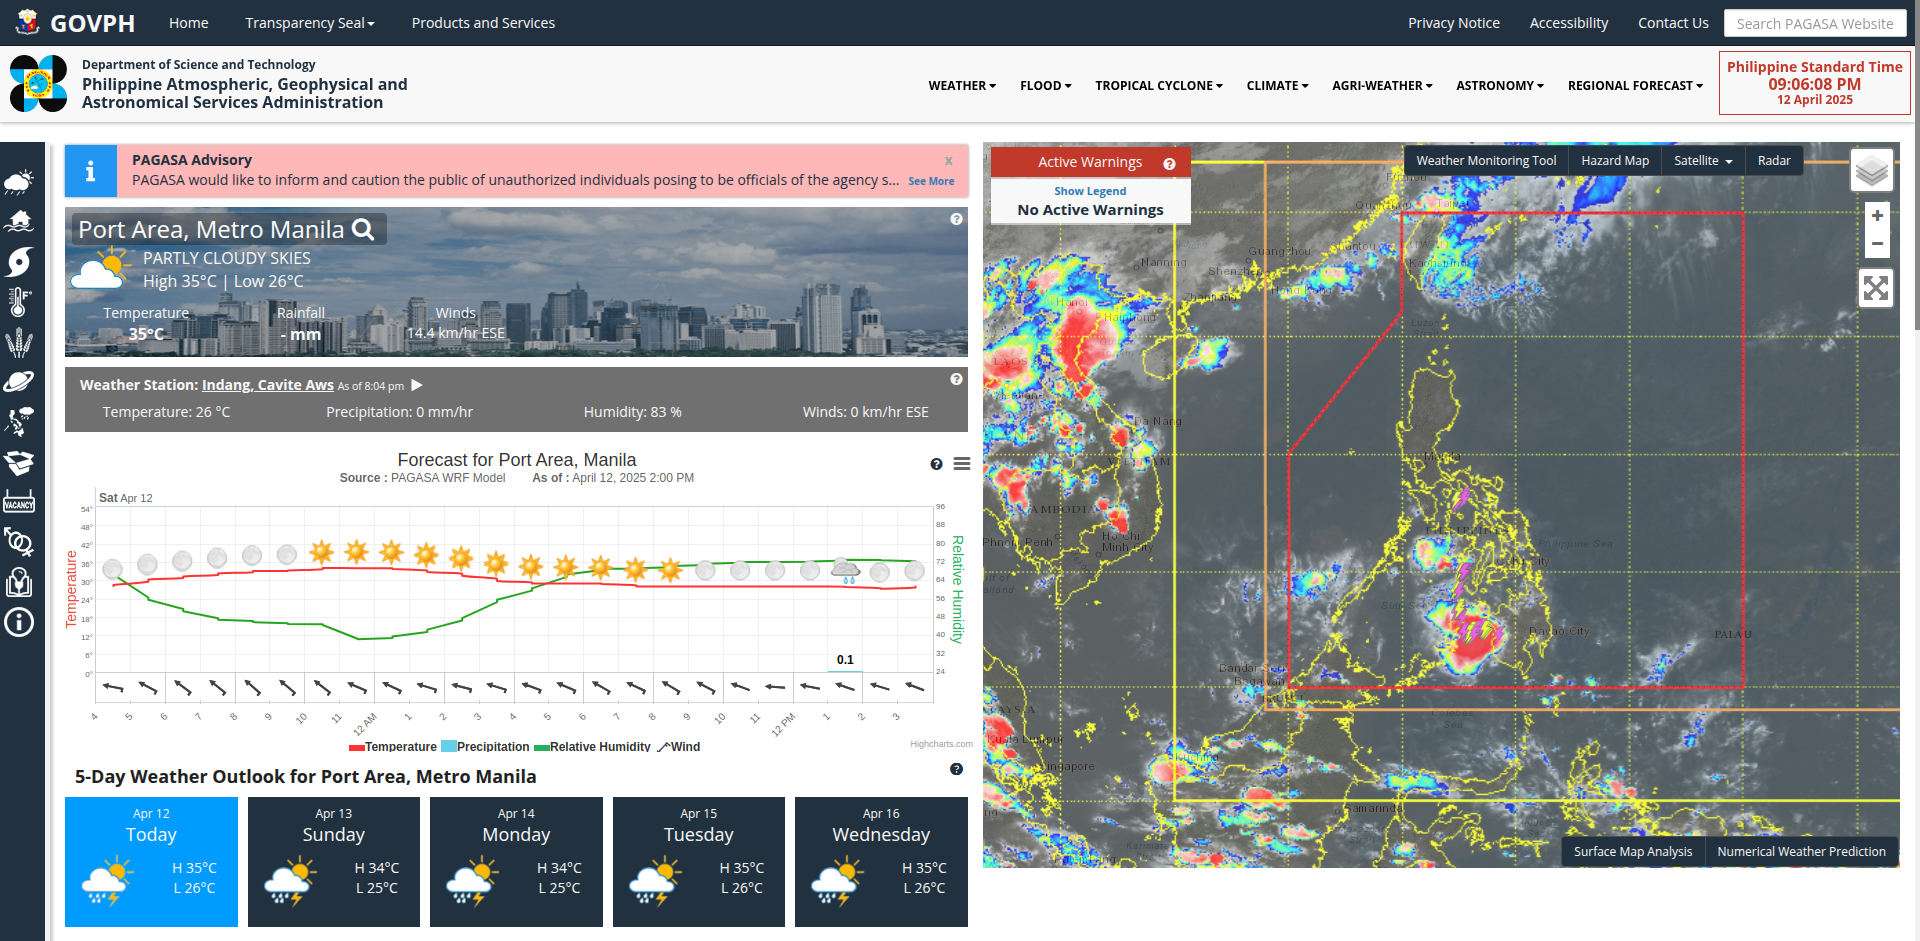 GOVPH
Home
Transparency Seal
Products and Services
Privacy Notice
Accessibility
Contact Us
Search PAGASA Website
Department of Science and Technology
Philippine Atmospheric, Geophysical and
Astronomical Services Administration
WEATHER
FLOOD
TROPICAL CYCLONE
CLIMATE
AGRI-WEATHER
ASTRONOMY
REGIONAL FORECAST
Philippine Standard Time
09:06:08 PM
12 April 2025
PAGASA Advisory
x
PAGASA would like to inform and caution the public of unauthorized individuals posing to be officials of the agency s... See More
Port Area, Metro Manila
PARTLY CLOUDY SKIES
High 35°C | Low 26°C
Temperature
35°C
Rainfall
- mm
Winds
14.4 km/hr ESE
Weather Station: Indang, Cavite Aws As of 8:04 pm
Temperature: 26 °C
Precipitation: 0 mm/hr
Humidity: 83 %
Winds: 0 km/hr ESE
Forecast for Port Area, Manila
Source : PAGASA WRF Model As of : April 12, 2025 2:00 PM
Sat Apr 12
Temperature
54°
48°
42°
36°
30°
24°
18°
12°
6°
0°
96
88
80
72
64
56
48
40
32
24
Relative Humidity
0.1
4 5 6 7 8 9 10 11 12 AM 1 2 3 4 5 6 7 8 9 10 11 12 PM 1 2 3
Temperature Precipitation Relative Humidity Wind
Highcharts.com
5-Day Weather Outlook for Port Area, Metro Manila
Apr 12
Today
H 35°C
L 26°C
Apr 13
Sunday
H 34°C
L 25°C
Apr 14
Monday
H 34°C
L 25°C
Apr 15
Tuesday
H 35°C
L 26°C
Apr 16
Wednesday
H 35°C
L 26°C
VACANCY
Active Warnings
Show Legend
No Active Warnings
Weather Monitoring Tool
Hazard Map
Satellite
Radar
+
−
Nanning
Guangzhou
Shenzhen
Hong Kong
Hanoi
Haiphong
Da Nang
Ho Chi
Minh City
Manila
Philippine Sea
Davao City
PALAU
Bandar Seri
Begawan
Kuala Lumpur
Singapore
Kuching
Samarinda
Surface Map Analysis
Numerical Weather Prediction